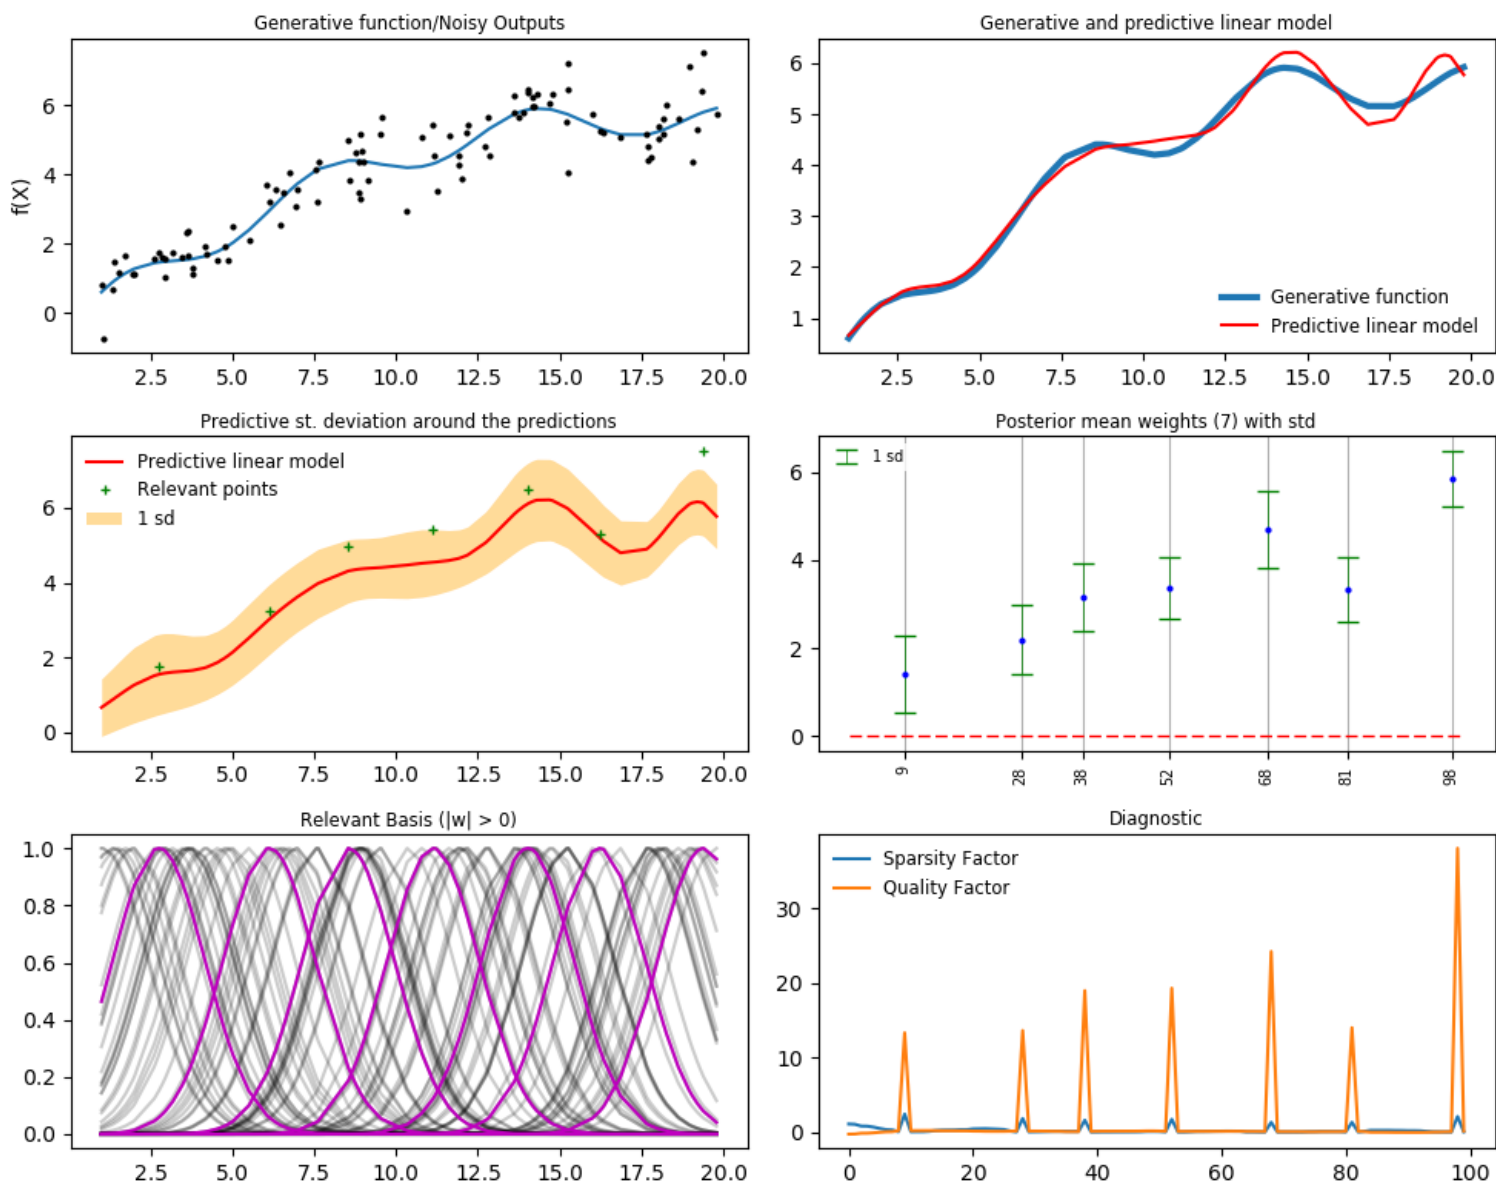 Generative function/Noisy Outputs
f(X)
6
4
2
0
2.5 5.0 7.5 10.0 12.5 15.0 17.5 20.0
Generative and predictive linear model
6
5
4
3
2
1
Generative function
Predictive linear model
2.5 5.0 7.5 10.0 12.5 15.0 17.5 20.0
Predictive st. deviation around the predictions
Predictive linear model
Relevant points
1 sd
6
4
2
0
2.5 5.0 7.5 10.0 12.5 15.0 17.5 20.0
Posterior mean weights (7) with std
1 sd
6
4
2
0
9 28 38 52 68 81 98
Relevant Basis (|w| > 0)
1.0
0.8
0.6
0.4
0.2
0.0
2.5 5.0 7.5 10.0 12.5 15.0 17.5 20.0
Diagnostic
Sparsity Factor
Quality Factor
30
20
10
0
0 20 40 60 80 100